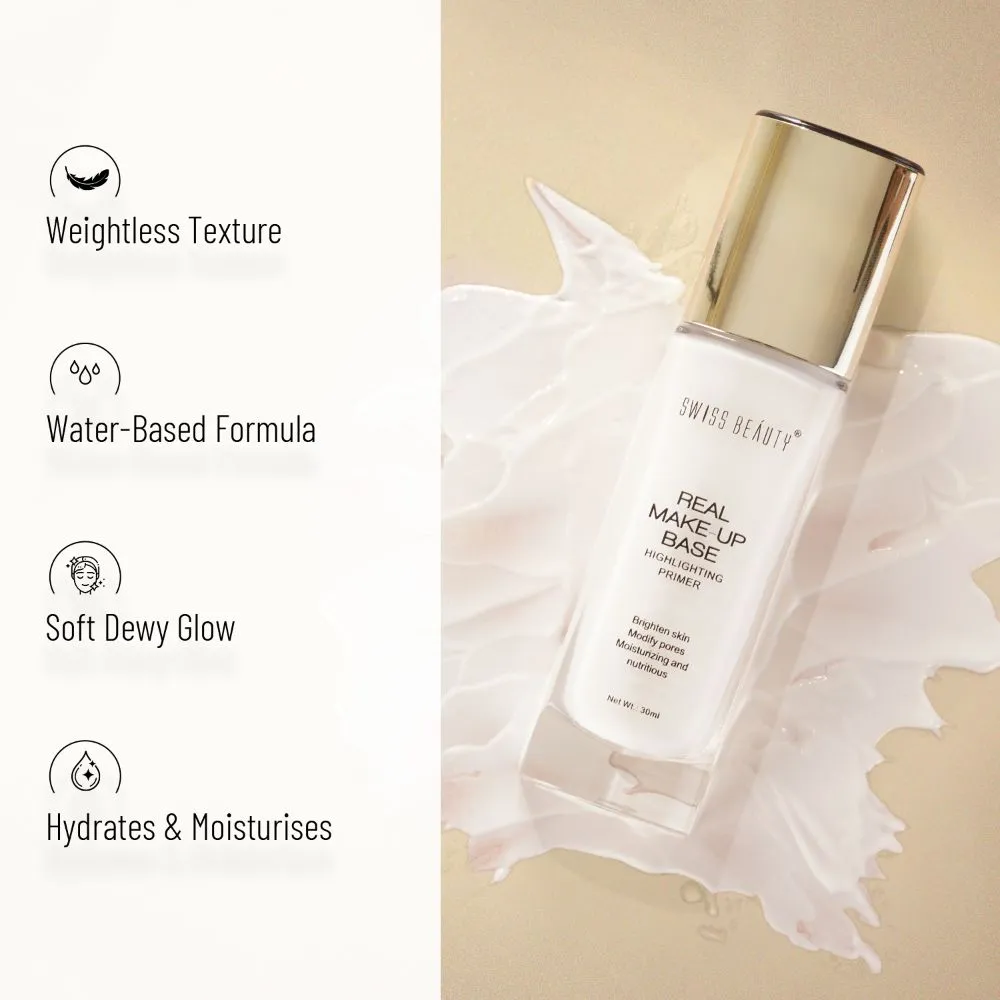 Weightless Texture
Water-Based Formula
Soft Dewy Glow
Hydrates & Moisturises
SWISS BEÁUTY®
REAL
MAKE-UP
BASE
HIGHLIGHTING
PRIMER
Brighten skin
Modify pores
Moisturizing and
nutritious
Net Wt.: 30ml